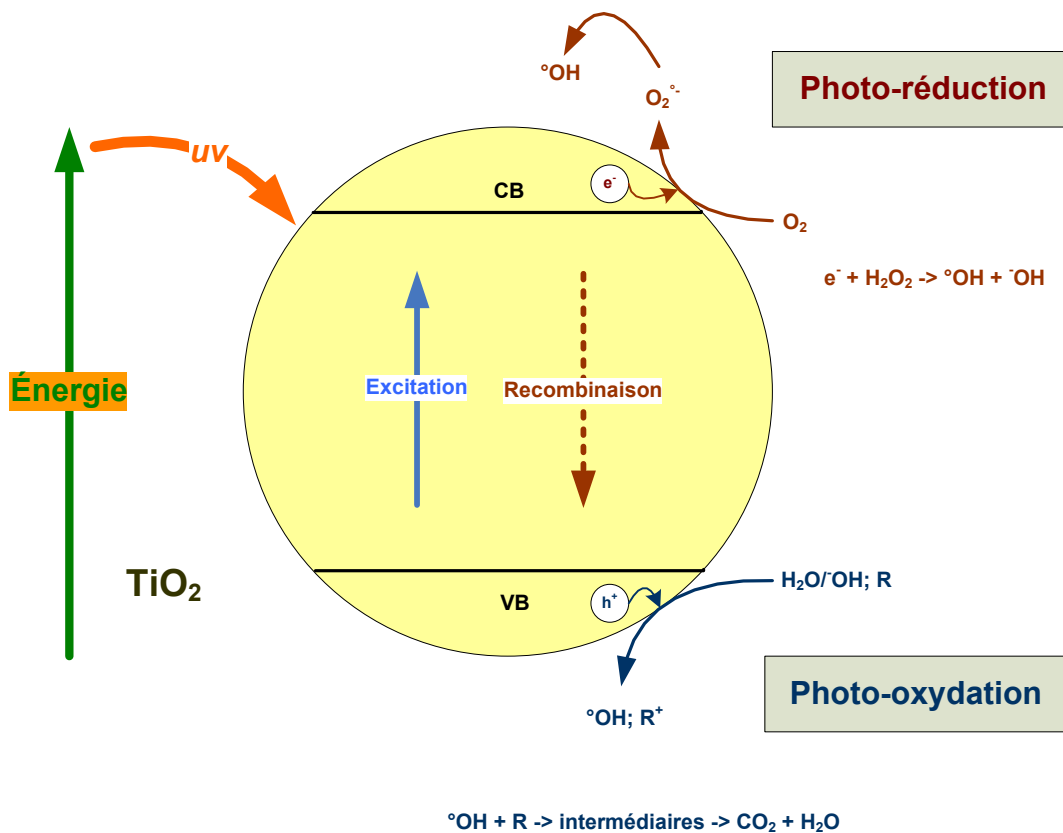 °OH
O₂°⁻
Photo-réduction
uv
CB
e⁻
O₂
e⁻ + H₂O₂ -> °OH + ⁻OH
Énergie
Excitation
Recombinaison
TiO₂
VB
h⁺
H₂O/⁻OH; R
Photo-oxydation
°OH; R⁺
°OH + R -> intermédiaires -> CO₂ + H₂O